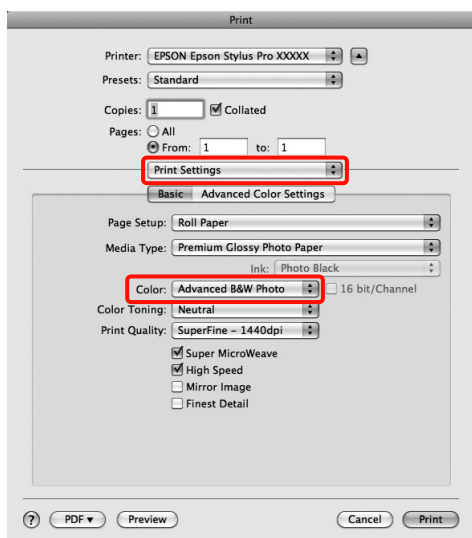 Print
Printer: EPSON Epson Stylus Pro XXXXX
Presets: Standard
Copies: 1 Collated
Pages: All
From: 1 to: 1
Print Settings
Basic Advanced Color Settings
Page Setup: Roll Paper
Media Type: Premium Glossy Photo Paper
Ink: Photo Black
Color: Advanced B&W Photo 16 bit/Channel
Color Toning: Neutral
Print Quality: SuperFine - 1440dpi
Super MicroWeave
High Speed
Mirror Image
Finest Detail
? PDF Preview Cancel Print